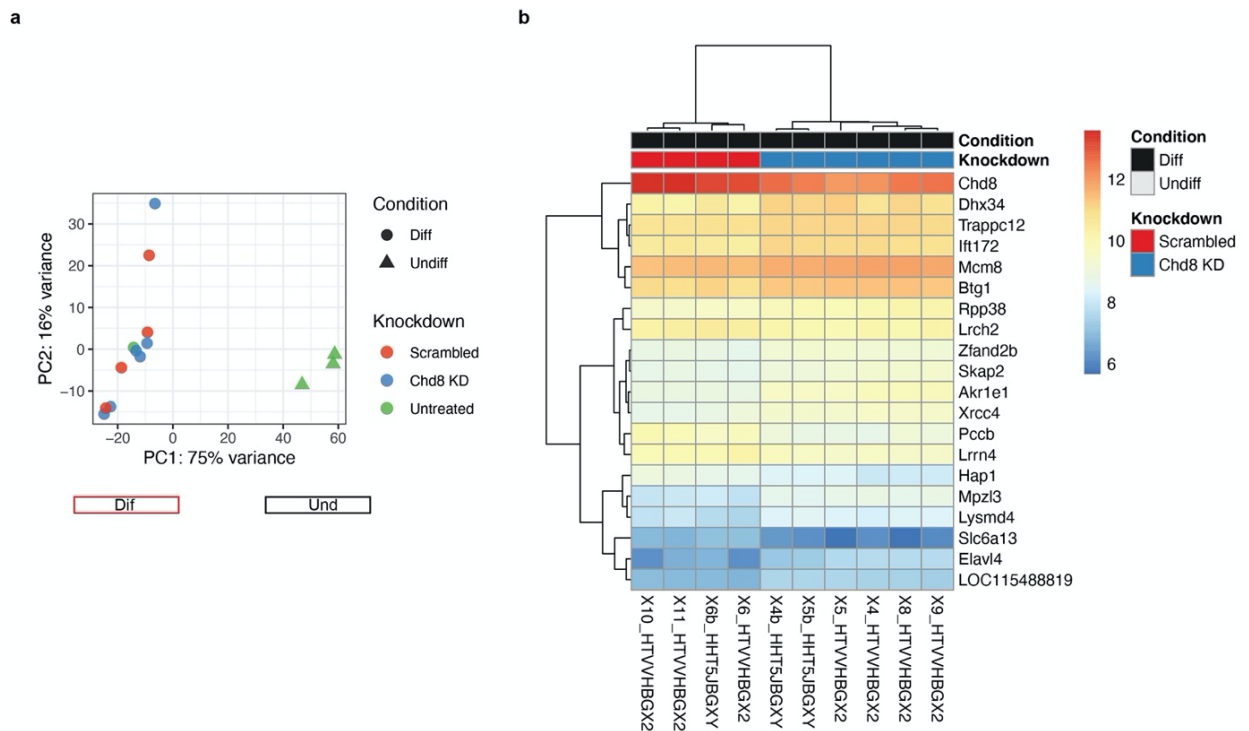 a
b
30
20
10
0
−10
PC2: 16% variance
−20
0
20
40
60
PC1: 75% variance
Condition
Diff
Undiff
Knockdown
Scrambled
Chd8 KD
Untreated
Dif
Und
Condition
Knockdown
Chd8
Dhx34
Trappc12
Ift172
Mcm8
Btg1
Rpp38
Lrch2
Zfand2b
Skap2
Akr1e1
Xrcc4
Pccb
Lrrn4
Hap1
Mpzl3
Lysmd4
Slc6a13
Elavl4
LOC115488819
X10_HTVVHBGX2
X11_HTVVHBGX2
X6b_HHT5JBGXY
X6_HTVVHBGX2
X4b_HHT5JBGXY
X5b_HHT5JBGXY
X5_HTVVHBGX2
X4_HTVVHBGX2
X8_HTVVHBGX2
X9_HTVVHBGX2
12
10
8
6
Condition
Diff
Undiff
Knockdown
Scrambled
Chd8 KD